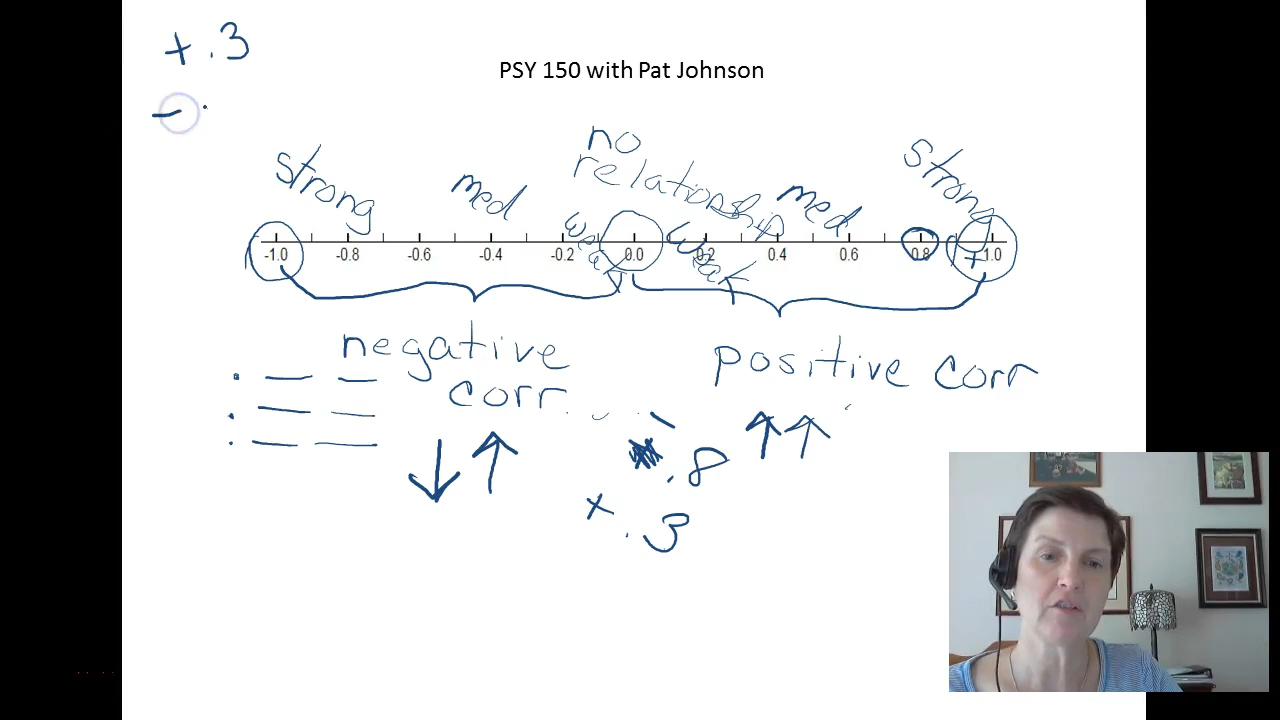 + .3
PSY 150 with Pat Johnson
- .
no
relationship
strong
med
weak
weak
med
strong
-1.0 -0.8 -0.6 -0.4 -0.2 0.0 0.2 0.4 0.6 0.8 +1.0
negative
corr.
positive corr
.8
+ .3